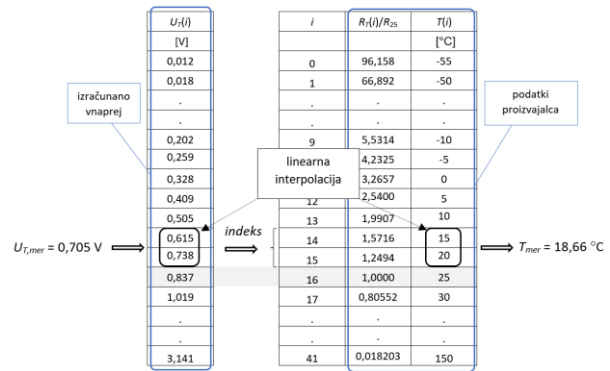 U_T(i) i R_T(i)/R_25 T(i)
[V] [°C]
0,012 0 96,158 -55
0,018 1 66,892 -50
. . . .
. . . .
0,202 9 5,5314 -10
0,259 4,2325 -5
0,328 3,2657 0
0,409 12 2,5400 5
0,505 13 1,9907 10
0,615 14 1,5716 15
0,738 15 1,2494 20
0,837 16 1,0000 25
1,019 17 0,80552 30
. . . .
. . . .
3,141 41 0,018203 150
izračunano
vnaprej
linearna
interpolacija
podatki
proizvajalca
U_T,mer = 0,705 V
indeks
T_mer = 18,66 °C